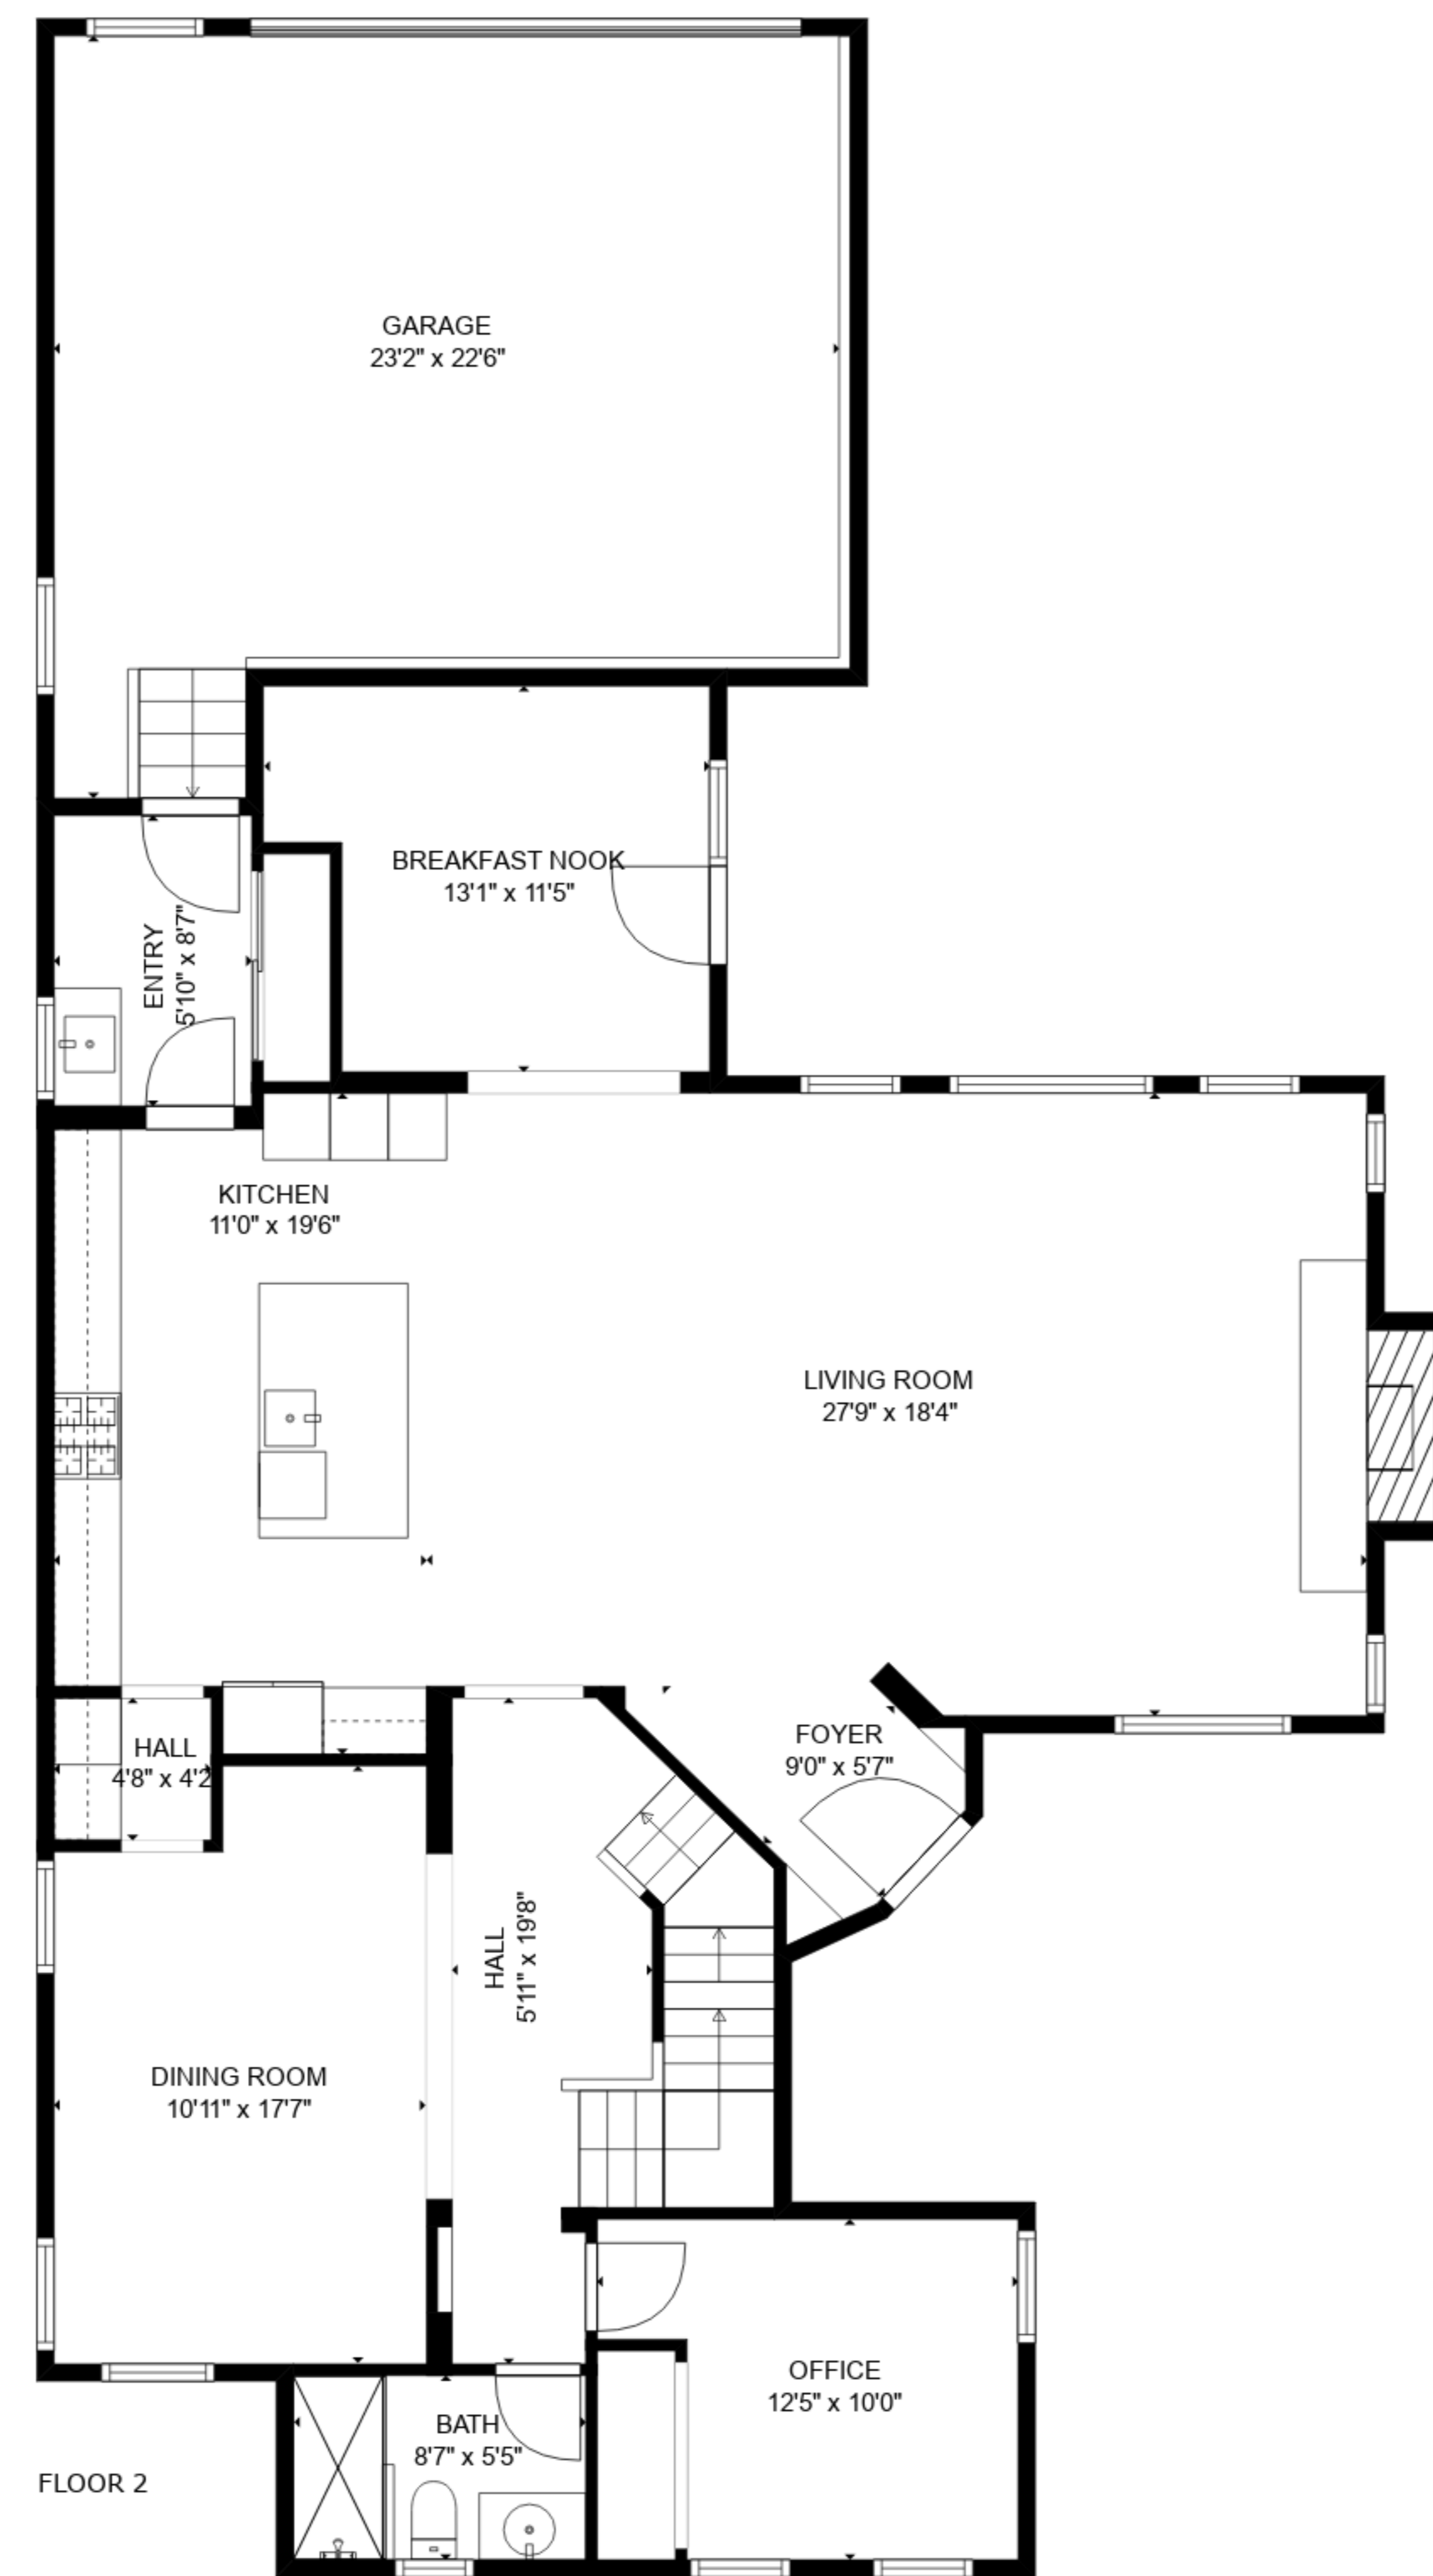 GARAGE
23'2" x 22'6"
BREAKFAST NOOK
13'1" x 11'5"
ENTRY
5'10" x 8'7"
KITCHEN
11'0" x 19'6"
LIVING ROOM
27'9" x 18'4"
FOYER
9'0" x 5'7"
HALL
4'8" x 4'2
HALL
5'11" x 19'8"
DINING ROOM
10'11" x 17'7"
OFFICE
12'5" x 10'0"
BATH
8'7" x 5'5"
FLOOR 2